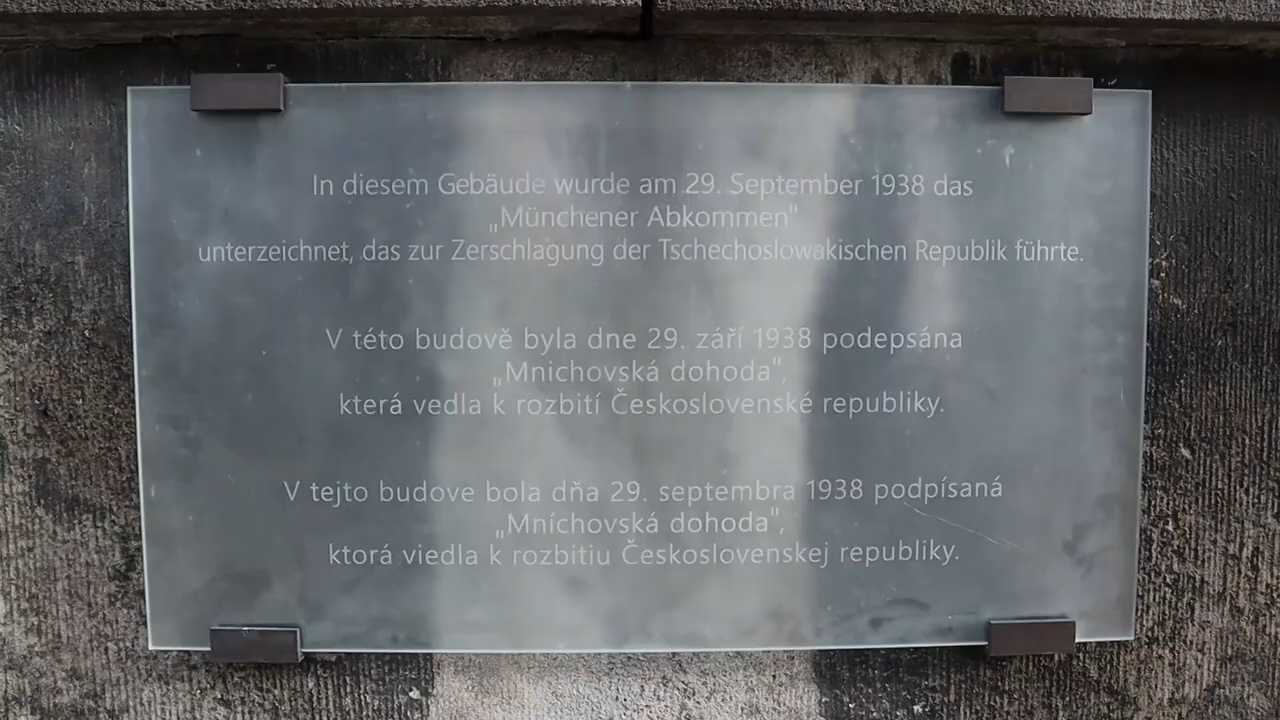 In diesem Gebäude wurde am 29. September 1938 das
„Münchener Abkommen"
unterzeichnet, das zur Zerschlagung der Tschechoslowakischen Republik führte.
V této budově byla dne 29. září 1938 podepsána
„Mnichovská dohoda",
která vedla k rozbití Československé republiky.
V tejto budove bola dňa 29. septembra 1938 podpísaná
„Mníchovská dohoda",
ktorá viedla k rozbitiu Československej republiky.